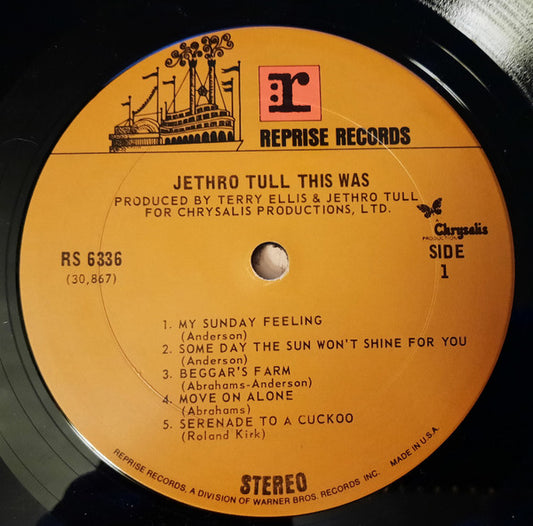 r
REPRISE RECORDS
JETHRO TULL THIS WAS
PRODUCED BY TERRY ELLIS & JETHRO TULL
FOR CHRYSALIS PRODUCTIONS, LTD.
A
Chrysalis
PRODUCTION
RS 6336
(30,867)
SIDE
1
1. MY SUNDAY FEELING
(Anderson)
2. SOME DAY THE SUN WON'T SHINE FOR YOU
(Anderson)
3. BEGGAR'S FARM
(Abrahams-Anderson)
4. MOVE ON ALONE
(Abrahams)
5. SERENADE TO A CUCKOO
(Roland Kirk)
STEREO
REPRISE RECORDS, A DIVISION OF WARNER BROS. RECORDS INC. MADE IN U.S.A.